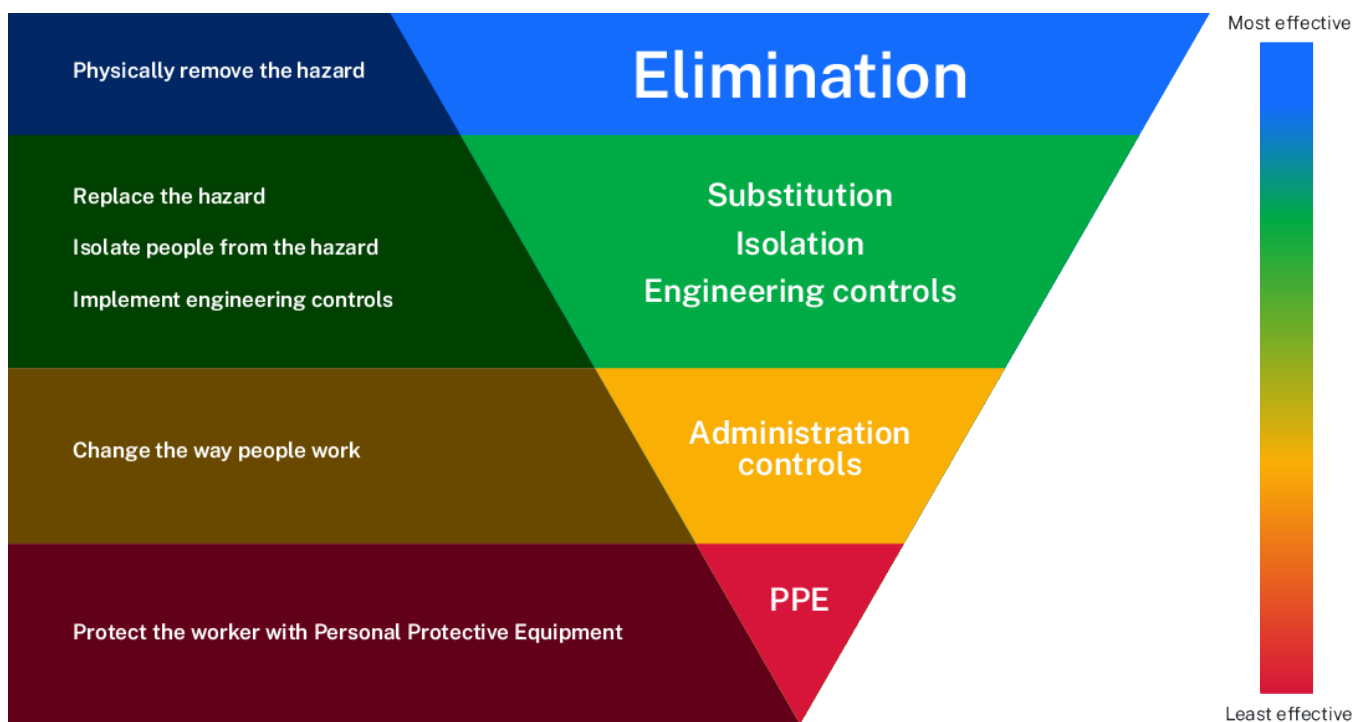 Most effective
Physically remove the hazard
Elimination
Replace the hazard
Substitution
Isolate people from the hazard
Isolation
Implement engineering controls
Engineering controls
Change the way people work
Administration
controls
Protect the worker with Personal Protective Equipment
PPE
Least effective